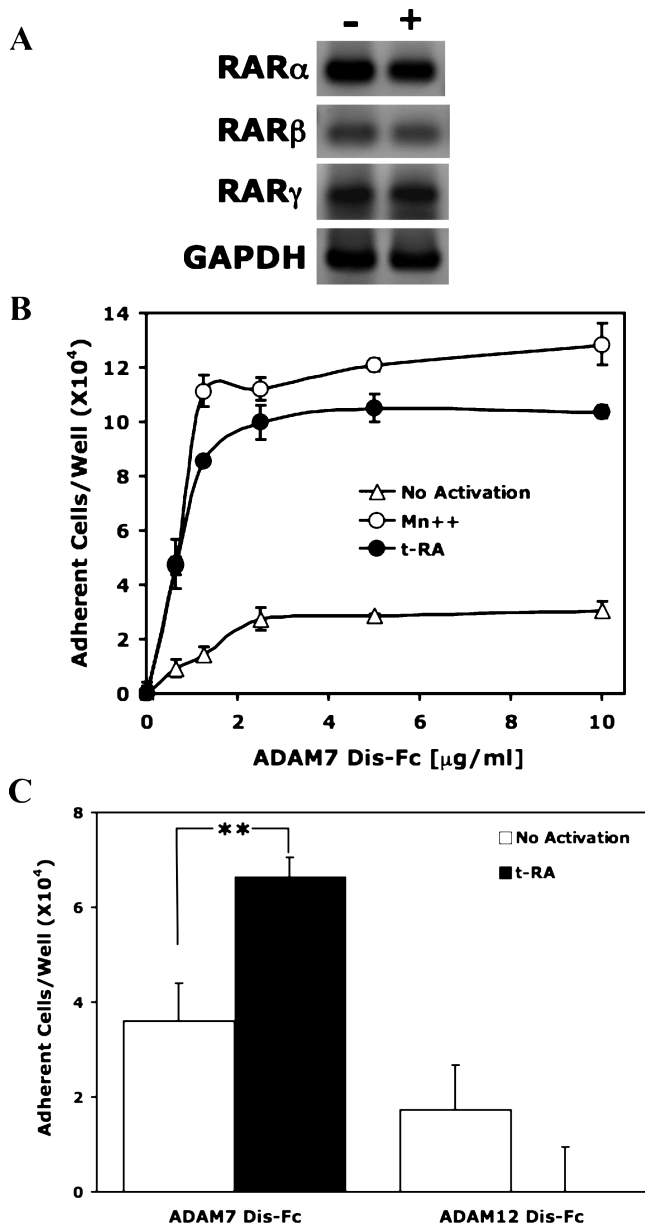 A
- +
RARα
RARβ
RARγ
GAPDH
B
14
12
10
8
6
4
2
0
Adherent Cells/Well (X10⁴)
No Activation
Mn++
t-RA
0 2 4 6 8 10
ADAM7 Dis-Fc [μg/ml]
C
8
6
4
2
0
Adherent Cells/Well (X10⁴)
**
No Activation
t-RA
ADAM7 Dis-Fc ADAM12 Dis-Fc